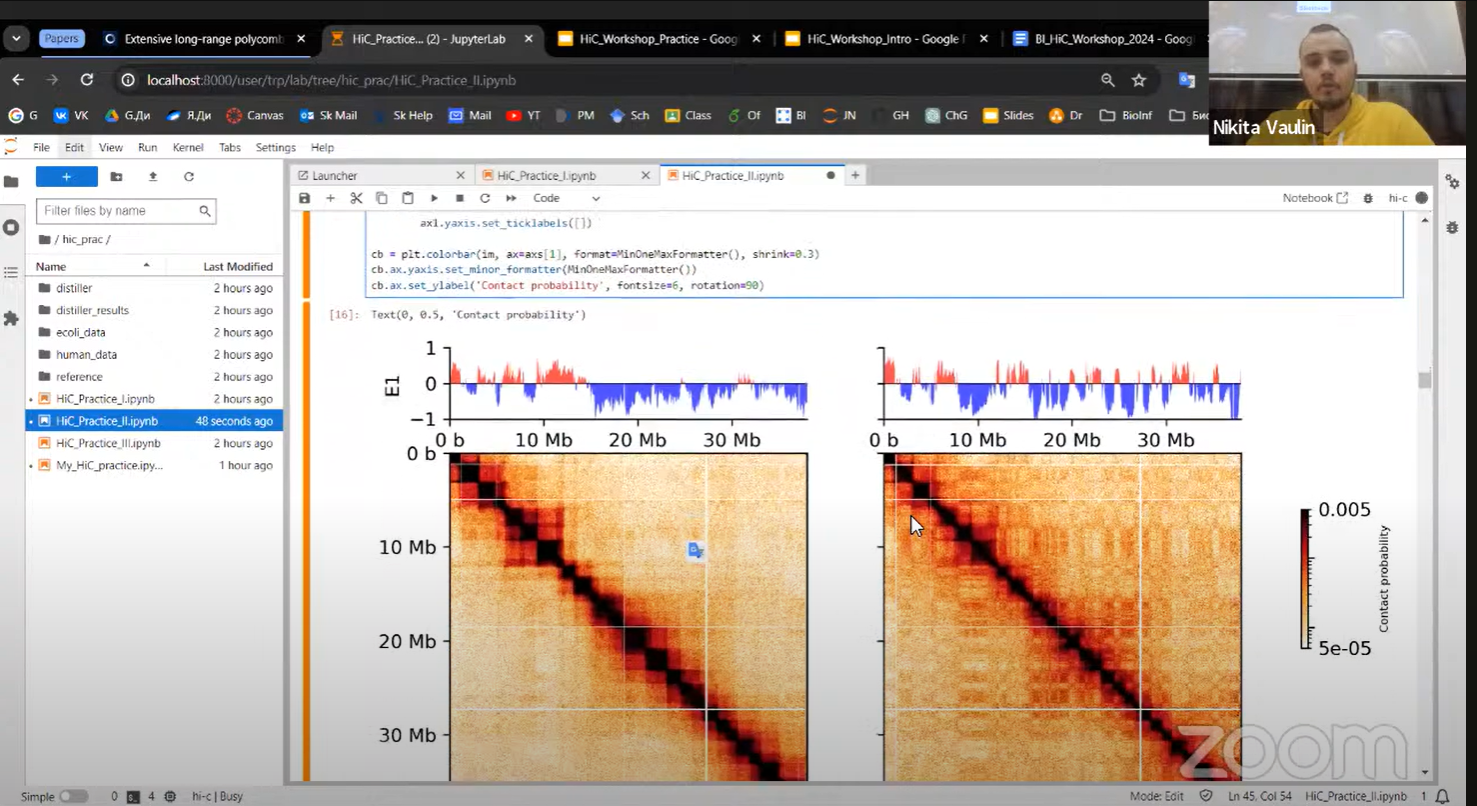 Papers
Extensive long-range polycomb
HiC_Practice... (2) - JupyterLab
HiC_Workshop_Practice - Goog
HiC_Workshop_Intro - Google
BI_HiC_Workshop_2024 - Goog
localhost:8000/user/trp/lab/tree/hic_prac/HiC_Practice_II.ipynb
G
VK
G.Ди
Я.Ди
Canvas
Sk Mail
Sk Help
Mail
YT
PM
Sch
Class
Of
BI
JN
GH
ChG
Slides
Dr
BioInf
Nikita Vaulin
File Edit View Run Kernel Tabs Settings Help
Launcher
HiC_Practice_I.ipynb
HiC_Practice_II.ipynb
Filter files by name
Code
Notebook
hi-c
/ hic_prac /
Name Last Modified
distiller 2 hours ago
distiller_results 2 hours ago
ecoli_data 2 hours ago
human_data 2 hours ago
reference 2 hours ago
HiC_Practice_I.ipynb 2 hours ago
HiC_Practice_II.ipynb 48 seconds ago
HiC_Practice_III.ipynb 2 hours ago
My_HiC_practice.ipy... 1 hour ago
ax1.yaxis.set_ticklabels([])
cb = plt.colorbar(im, ax=axs[1], format=MinOneMaxFormatter(), shrink=0.3)
cb.ax.yaxis.set_minor_formatter(MinOneMaxFormatter())
cb.ax.set_ylabel('Contact probability', fontsize=6, rotation=90)
[16]: Text(0, 0.5, 'Contact probability')
E1
1
0
−1
0 b 10 Mb 20 Mb 30 Mb
0 b 10 Mb 20 Mb 30 Mb
0 b
10 Mb
20 Mb
30 Mb
0.005
5e-05
Contact probability
zoom
Simple 0 4 hi-c | Busy
Mode: Edit Ln 45, Col 54 HiC_Practice_II.ipynb 1